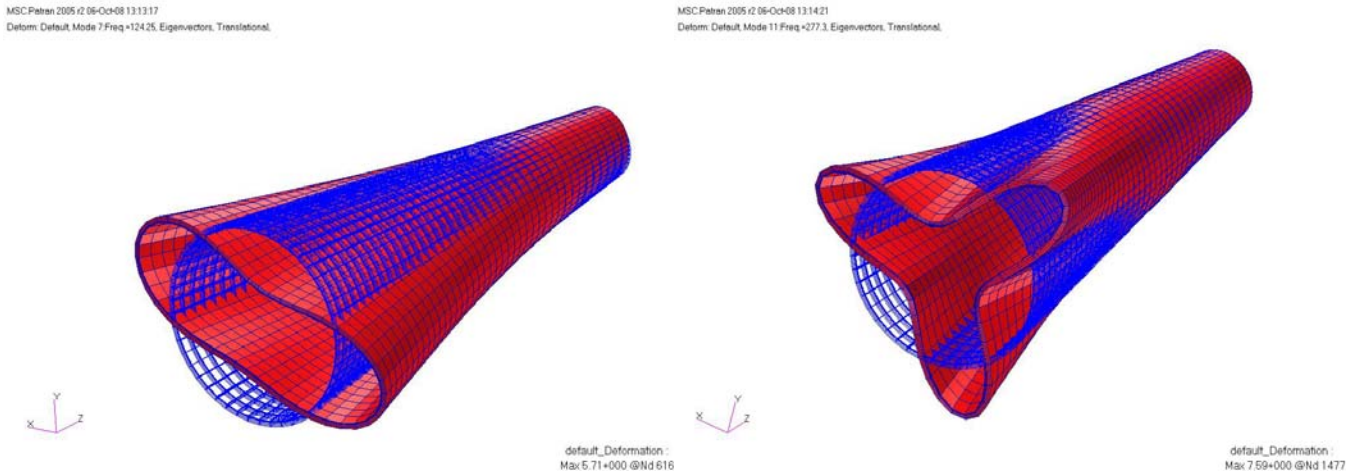 MSC.Patran 2005 r2 06-Oct-08 13:13:17
Deform: Default, Mode 7:Freq.=124.25, Eigenvectors, Translational,
X
Y
Z
default_Deformation :
Max 5.71+000 @Nd 616
MSC.Patran 2005 r2 06-Oct-08 13:14:21
Deform: Default, Mode 11:Freq.=277.3, Eigenvectors, Translational,
X
Y
Z
default_Deformation :
Max 7.59+000 @Nd 1477